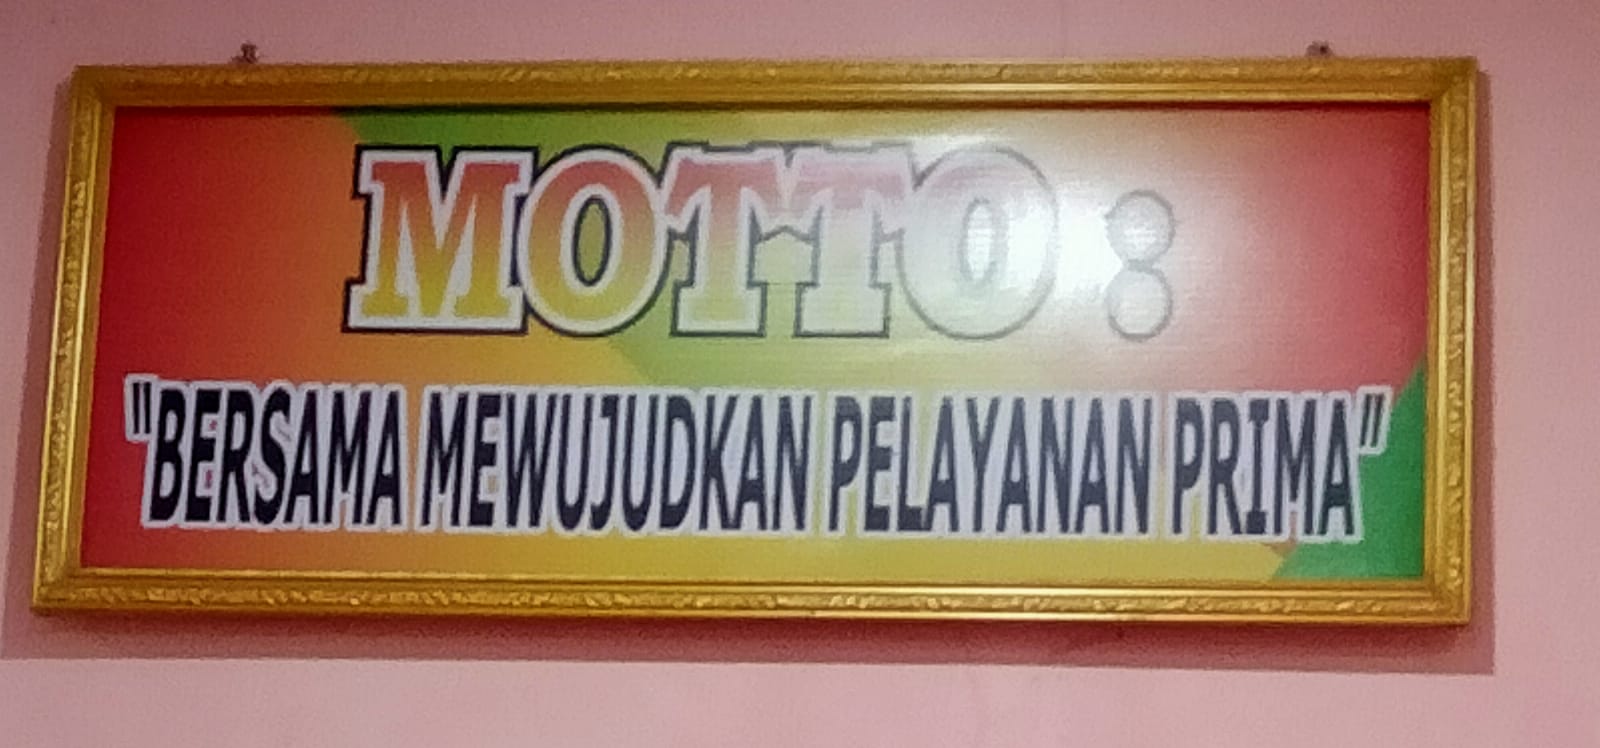 MOTTO :
"BERSAMA MEWUJUDKAN PELAYANAN PRIMA"